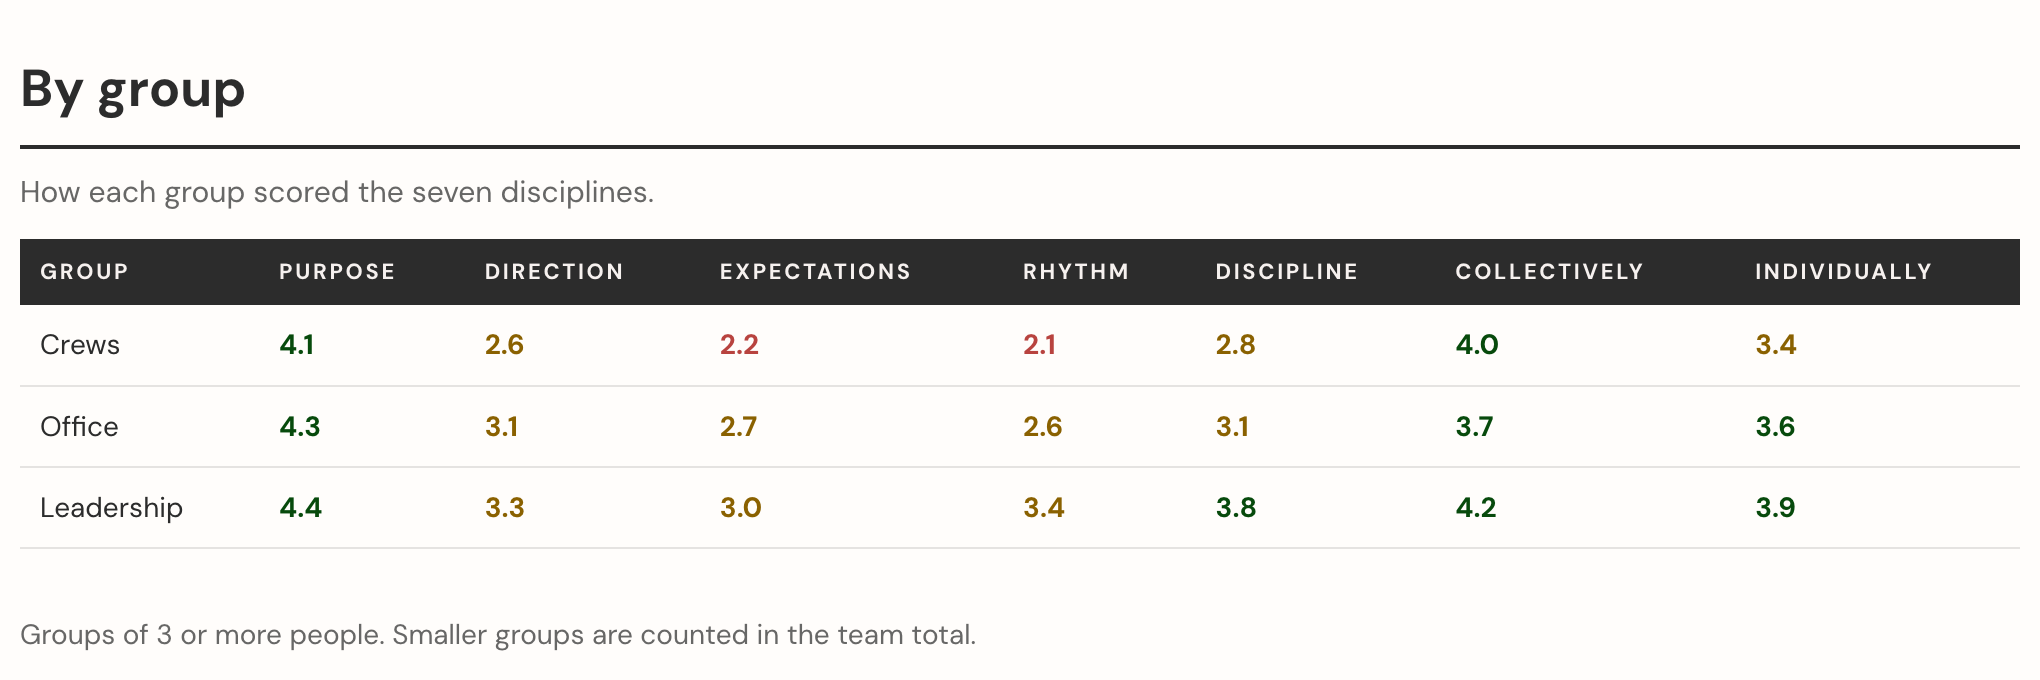 By group
How each group scored the seven disciplines.
GROUP PURPOSE DIRECTION EXPECTATIONS RHYTHM DISCIPLINE COLLECTIVELY INDIVIDUALLY
Crews 4.1 2.6 2.2 2.1 2.8 4.0 3.4
Office 4.3 3.1 2.7 2.6 3.1 3.7 3.6
Leadership 4.4 3.3 3.0 3.4 3.8 4.2 3.9
Groups of 3 or more people. Smaller groups are counted in the team total.